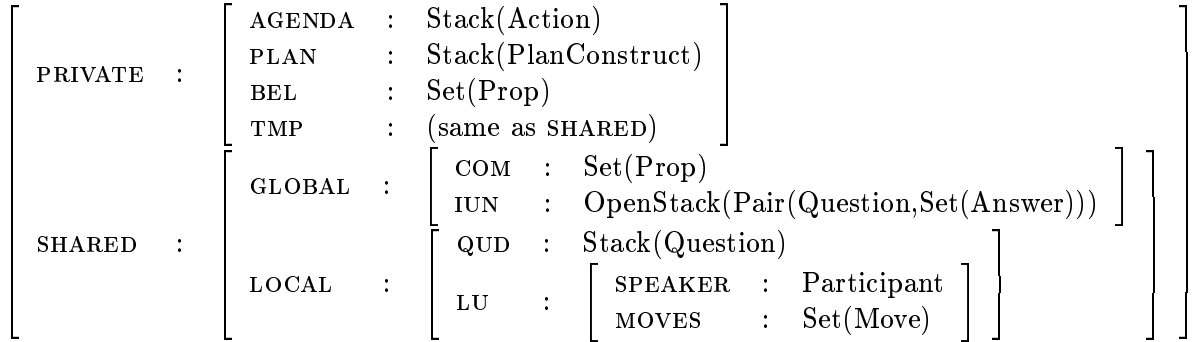 AGENDA : Stack(Action)
PLAN : Stack(PlanConstruct)
PRIVATE :
BEL : Set(Prop)
TMP : (same as SHARED)
COM : Set(Prop)
GLOBAL :
IUN : OpenStack(Pair(Question,Set(Answer)))
SHARED :
QUD : Stack(Question)
LOCAL :
SPEAKER : Participant
LU :
MOVES : Set(Move)